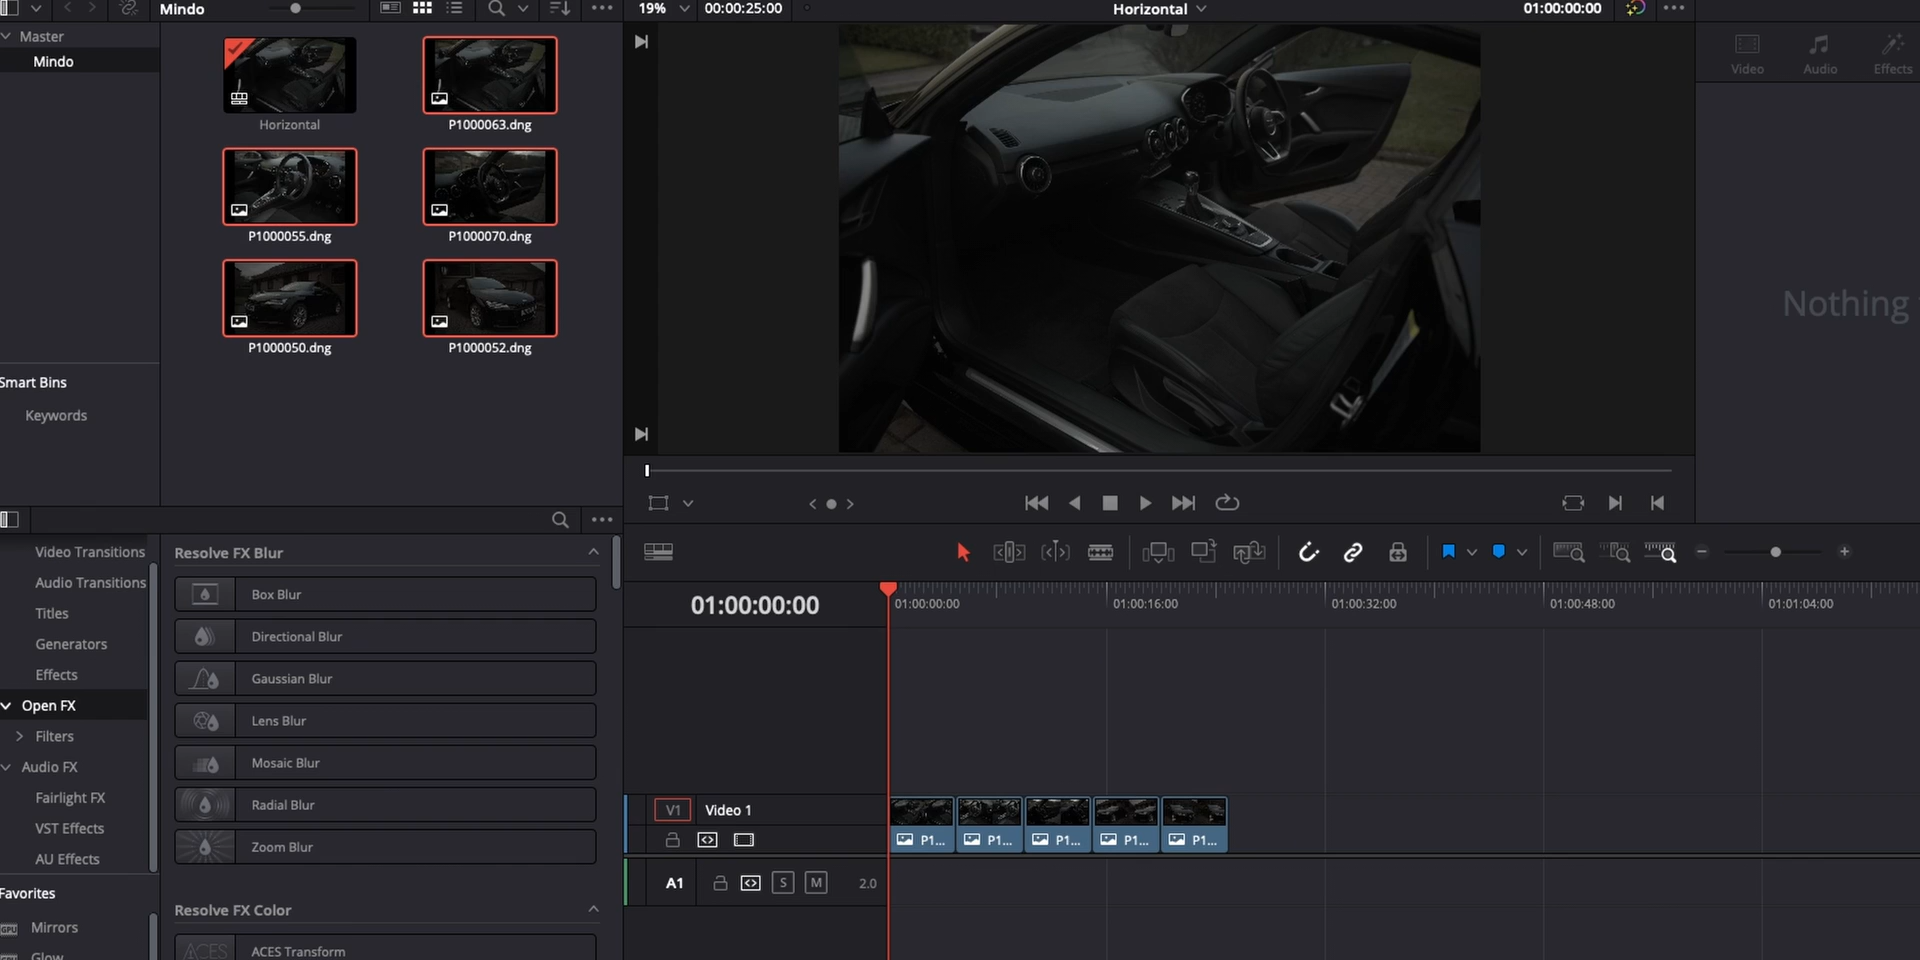 Mindo
19%
00:00:25:00
Horizontal
01:00:00:00
Master
Mindo
Smart Bins
Keywords
Horizontal
P1000063.dng
P1000055.dng
P1000070.dng
P1000050.dng
P1000052.dng
Video
Audio
Effects
Nothing
Video Transitions
Audio Transitions
Titles
Generators
Effects
Open FX
Filters
Audio FX
Fairlight FX
VST Effects
AU Effects
Favorites
GPU Mirrors
Glow
Resolve FX Blur
Box Blur
Directional Blur
Gaussian Blur
Lens Blur
Mosaic Blur
Radial Blur
Zoom Blur
Resolve FX Color
ACES ACES Transform
01:00:00:00
01:00:00:00
01:00:16:00
01:00:32:00
01:00:48:00
01:01:04:00
V1
Video 1
P1...
P1...
P1...
P1...
P1...
A1
S
M
2.0